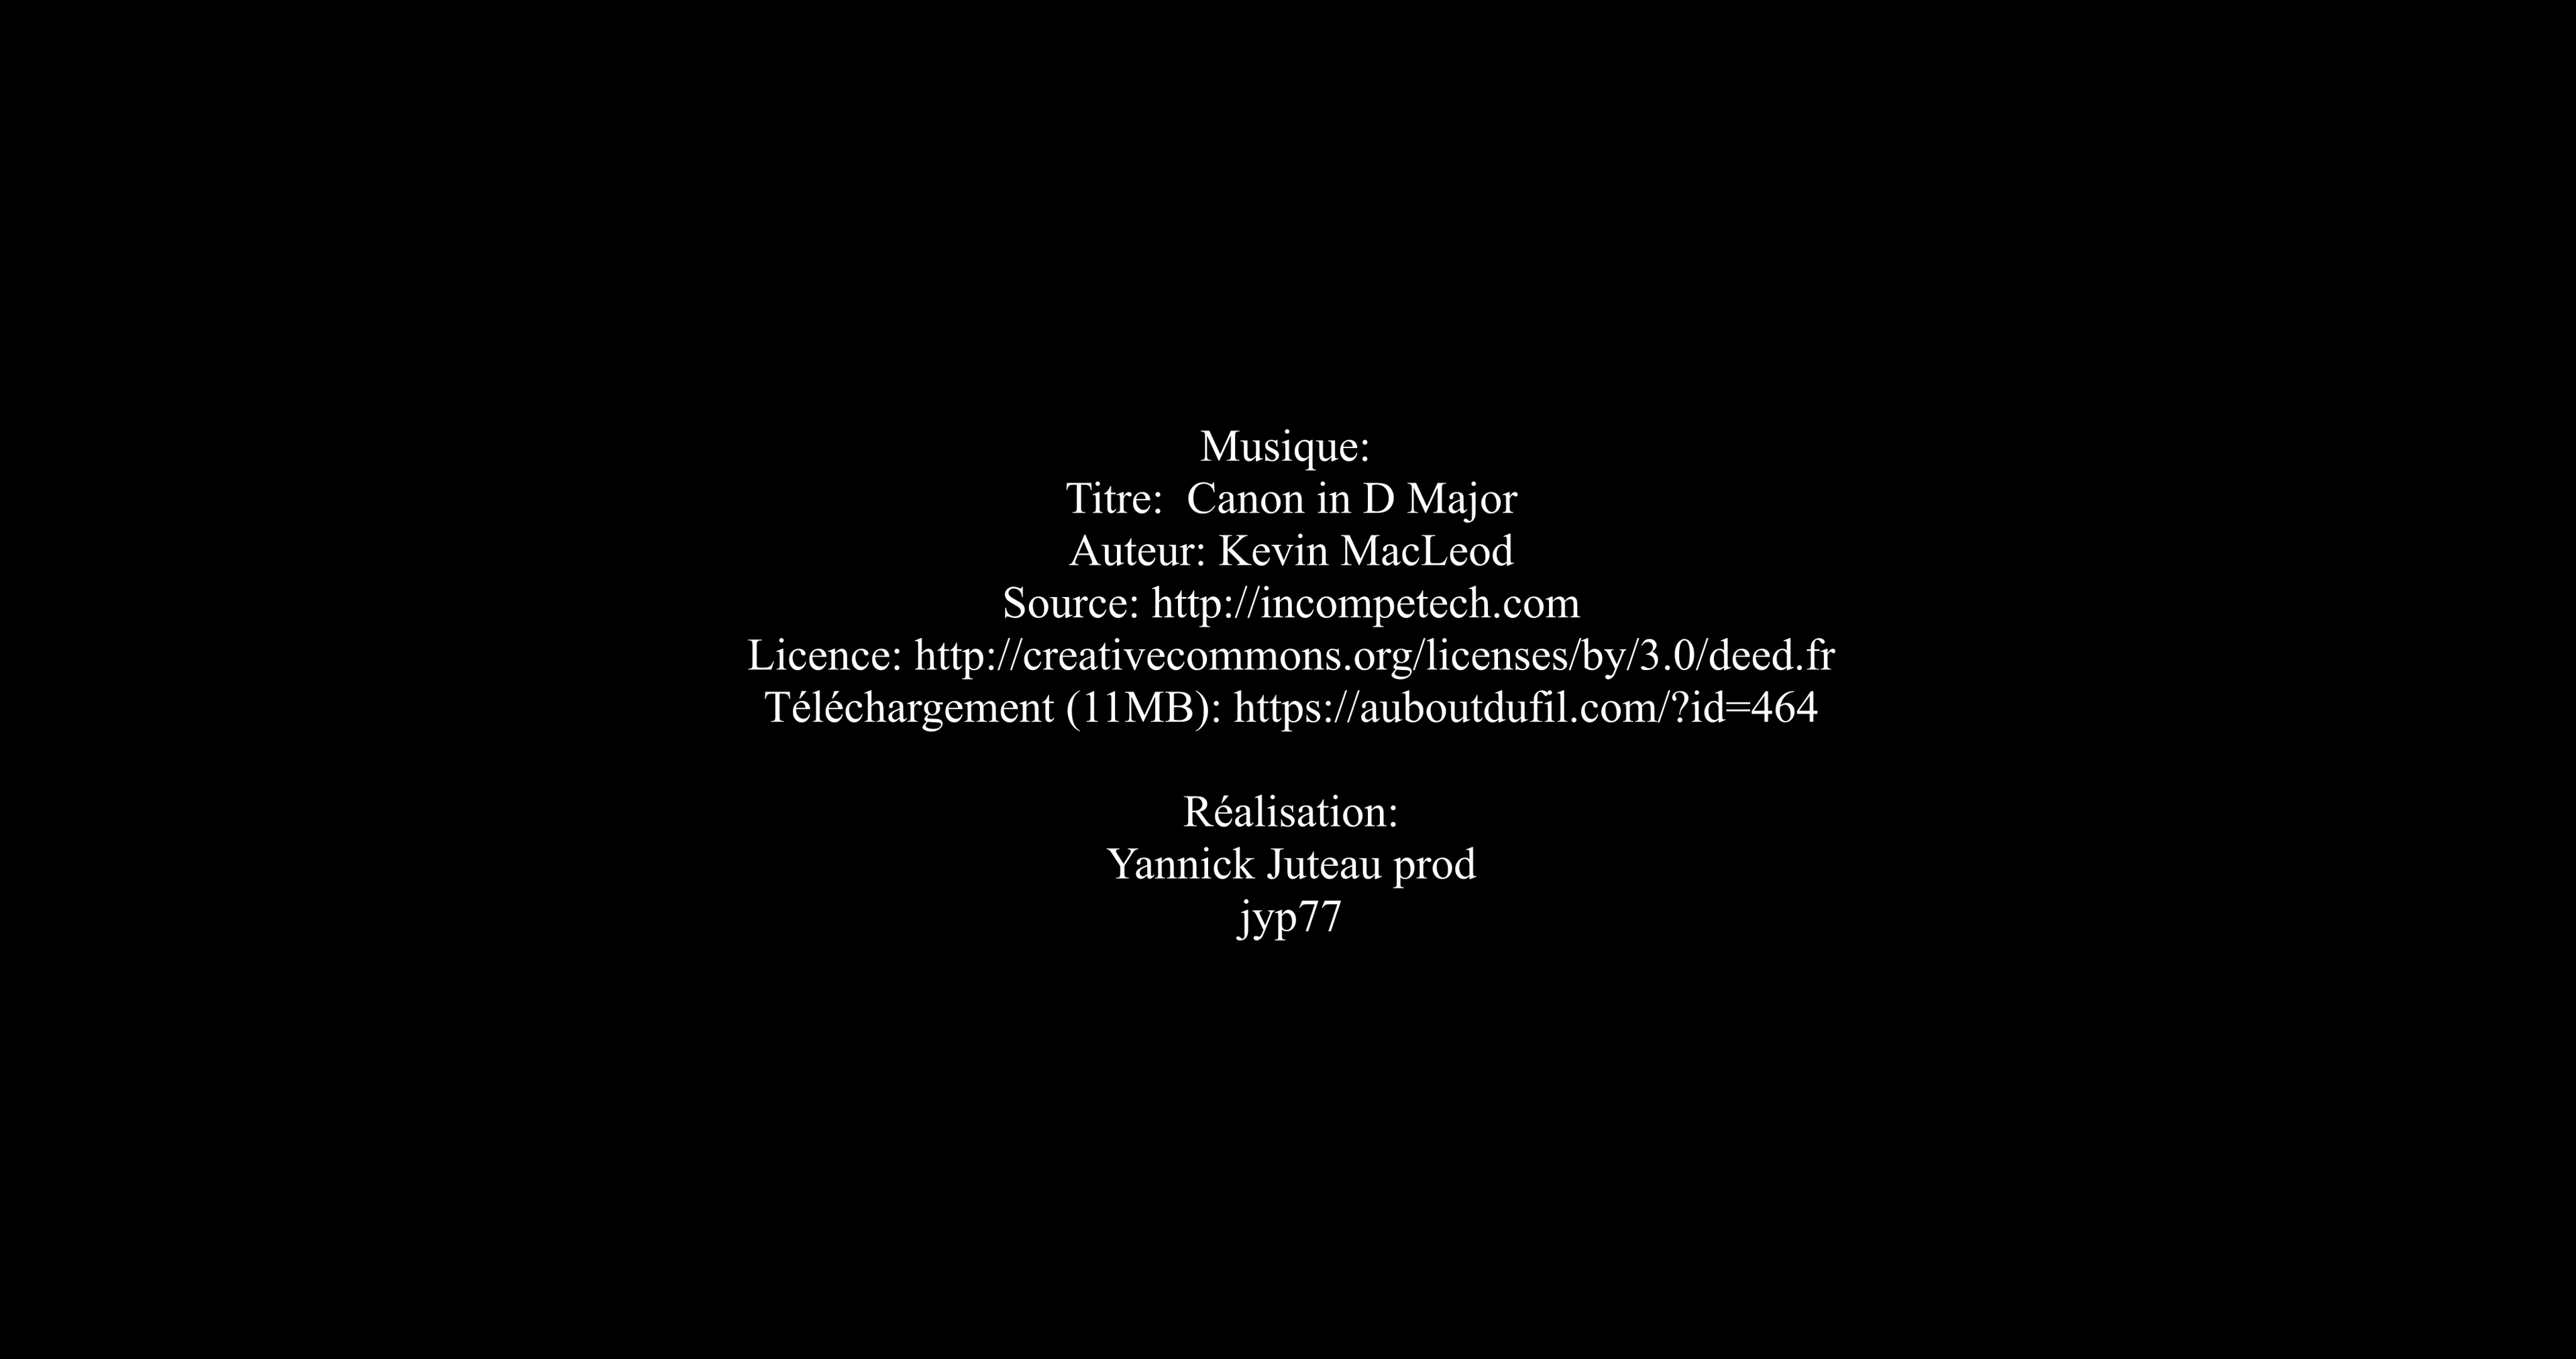 Musique:
Titre:  Canon in D Major
Auteur: Kevin MacLeod
Source: http://incompetech.com
Licence: http://creativecommons.org/licenses/by/3.0/deed.fr
Téléchargement (11MB): https://auboutdufil.com/?id=464
Réalisation:
Yannick Juteau prod
jyp77